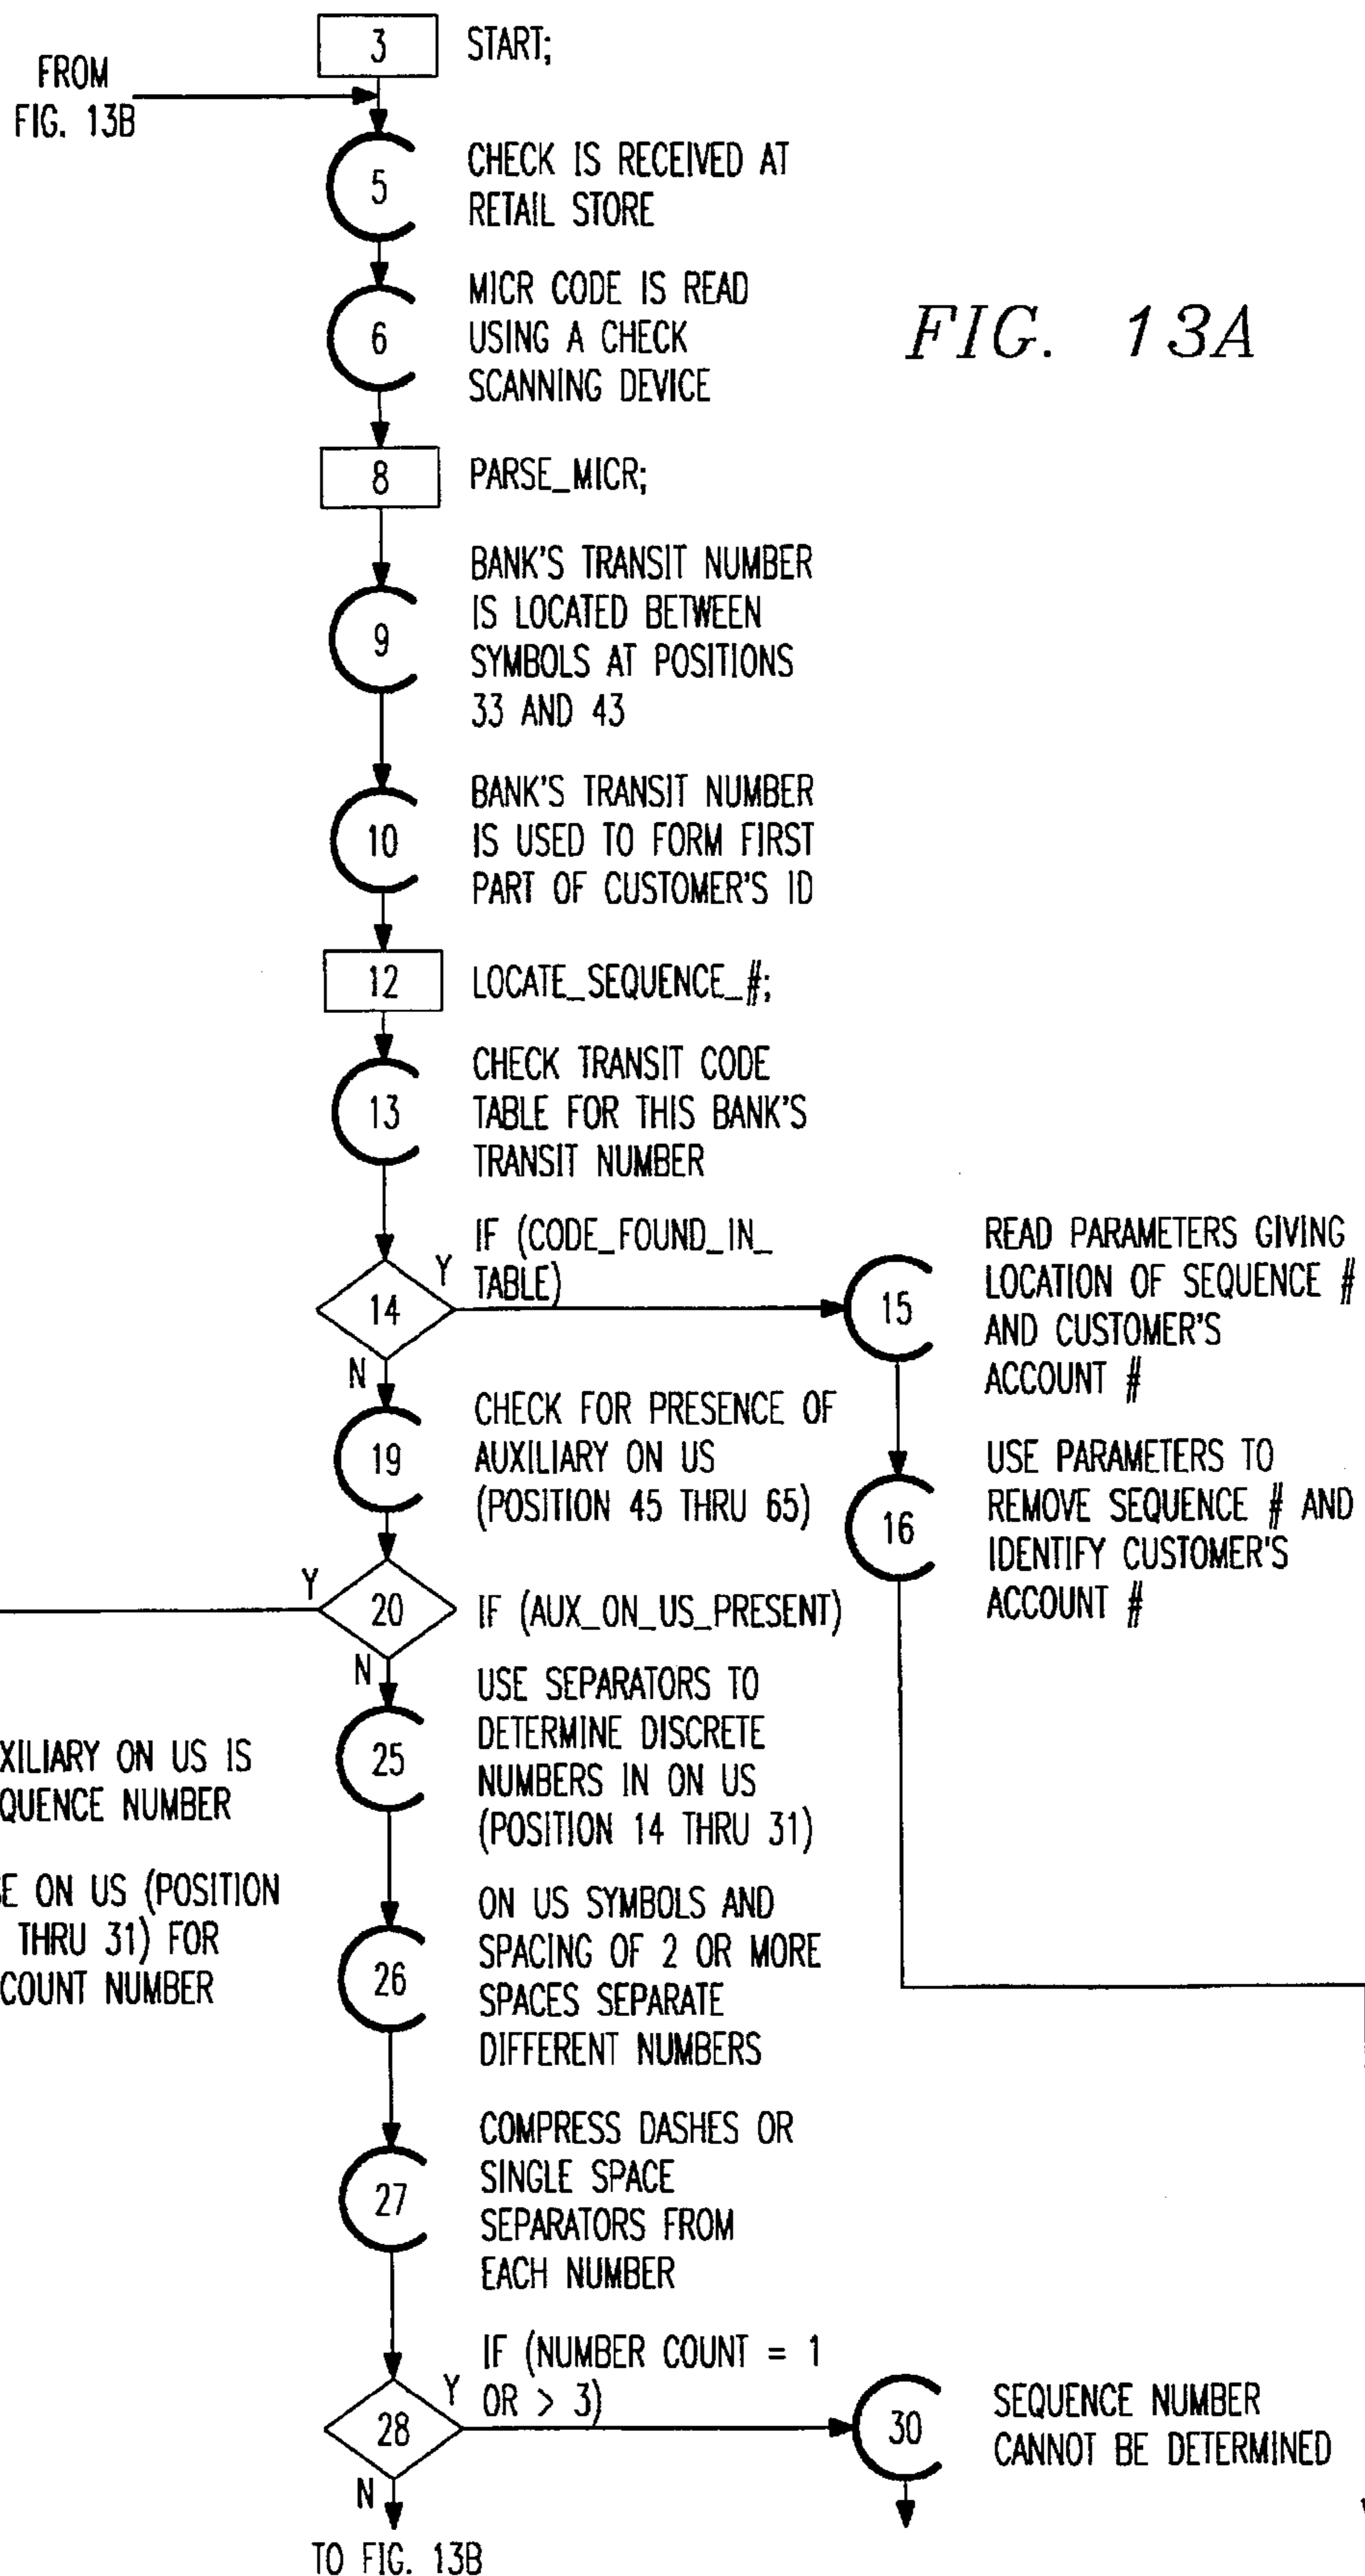 3 START;
FROM
FIG. 13B
5 CHECK IS RECEIVED AT
RETAIL STORE
MICR CODE IS READ
6 USING A CHECK
SCANNING DEVICE
FIG. 13A
8 PARSE_MICR;
BANK'S TRANSIT NUMBER
IS LOCATED BETWEEN
9 SYMBOLS AT POSITIONS
33 AND 43
BANK'S TRANSIT NUMBER
10 IS USED TO FORM FIRST
PART OF CUSTOMER'S ID
12 LOCATE_SEQUENCE_#;
CHECK TRANSIT CODE
13 TABLE FOR THIS BANK'S
TRANSIT NUMBER
IF (CODE_FOUND_IN_
TABLE)
14 Y
N
15
READ PARAMETERS GIVING
LOCATION OF SEQUENCE #
AND CUSTOMER'S
ACCOUNT #
CHECK FOR PRESENCE OF
19 AUXILIARY ON US
(POSITION 45 THRU 65)
16
USE PARAMETERS TO
REMOVE SEQUENCE # AND
IDENTIFY CUSTOMER'S
ACCOUNT #
Y 20 IF (AUX_ON_US_PRESENT)
N
USE SEPARATORS TO
25 DETERMINE DISCRETE
NUMBERS IN ON US
(POSITION 14 THRU 31)
XILIARY ON US IS
QUENCE NUMBER
E ON US (POSITION
THRU 31) FOR
COUNT NUMBER
ON US SYMBOLS AND
26 SPACING OF 2 OR MORE
SPACES SEPARATE
DIFFERENT NUMBERS
COMPRESS DASHES OR
27 SINGLE SPACE
SEPARATORS FROM
EACH NUMBER
IF (NUMBER COUNT = 1
OR > 3)
28 Y
N
30
SEQUENCE NUMBER
CANNOT BE DETERMINED
TO FIG. 13B